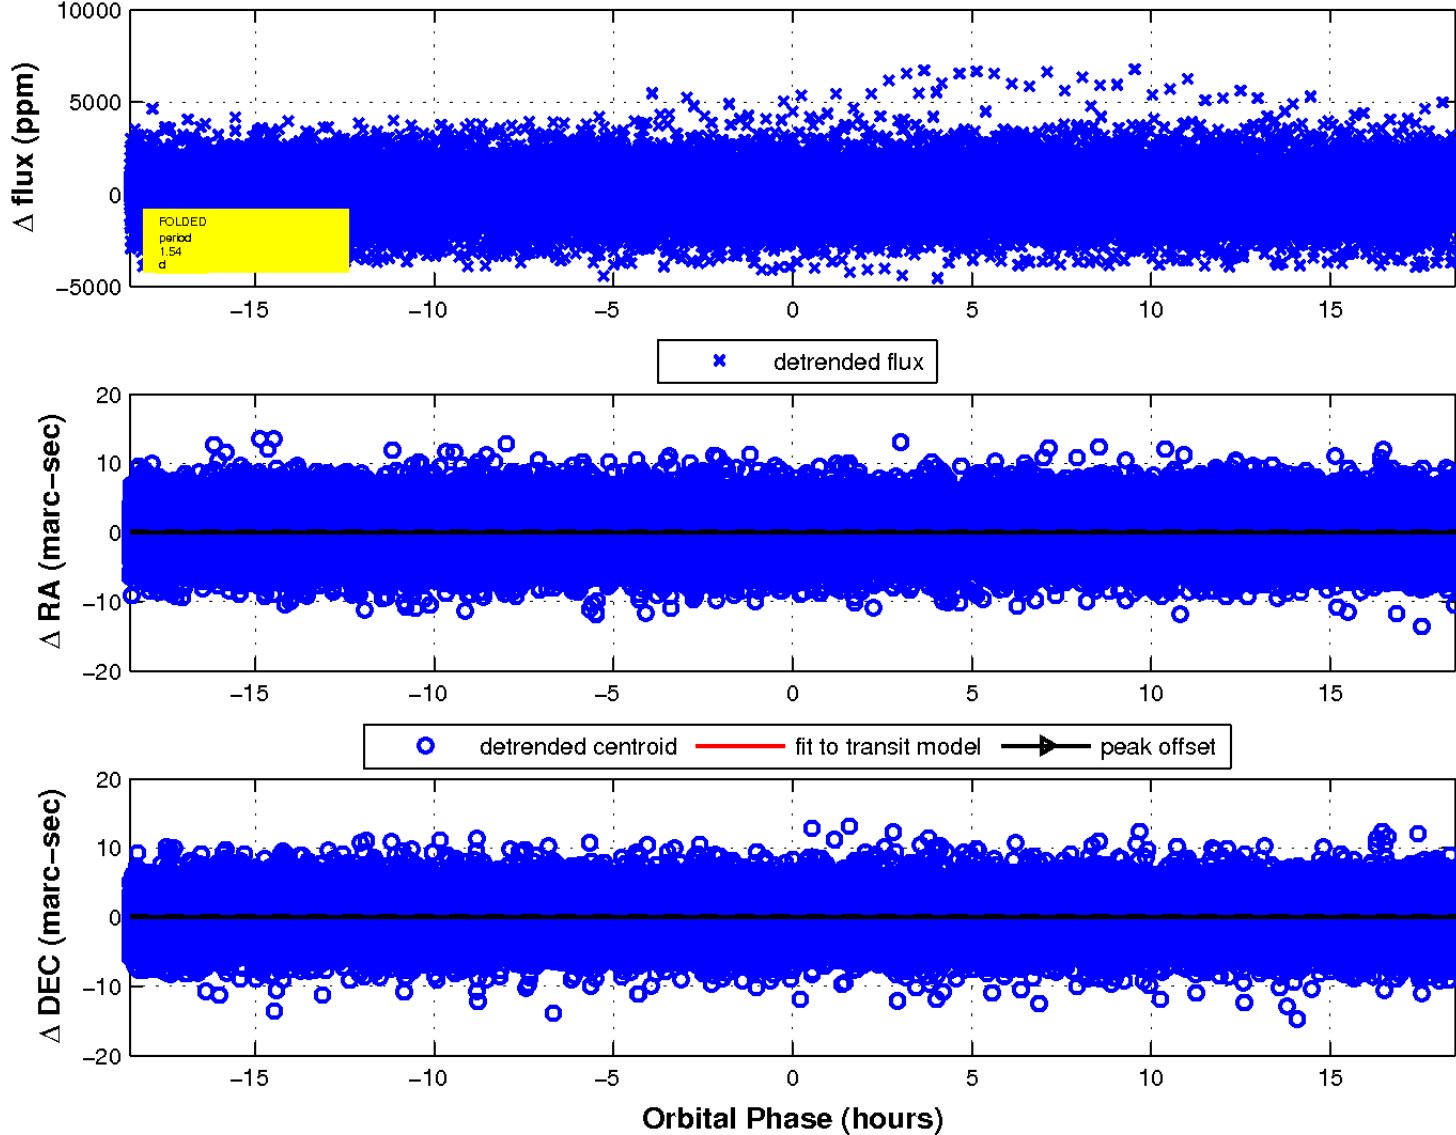 10000
5000
0
−5000
Δ flux (ppm)
FOLDED
period
1.54
d
−15 −10 −5 0 5 10 15
detrended flux
20
10
0
−10
−20
Δ RA (marc−sec)
−15 −10 −5 0 5 10 15
detrended centroid fit to transit model peak offset
20
10
0
−10
−20
Δ DEC (marc−sec)
−15 −10 −5 0 5 10 15
Orbital Phase (hours)